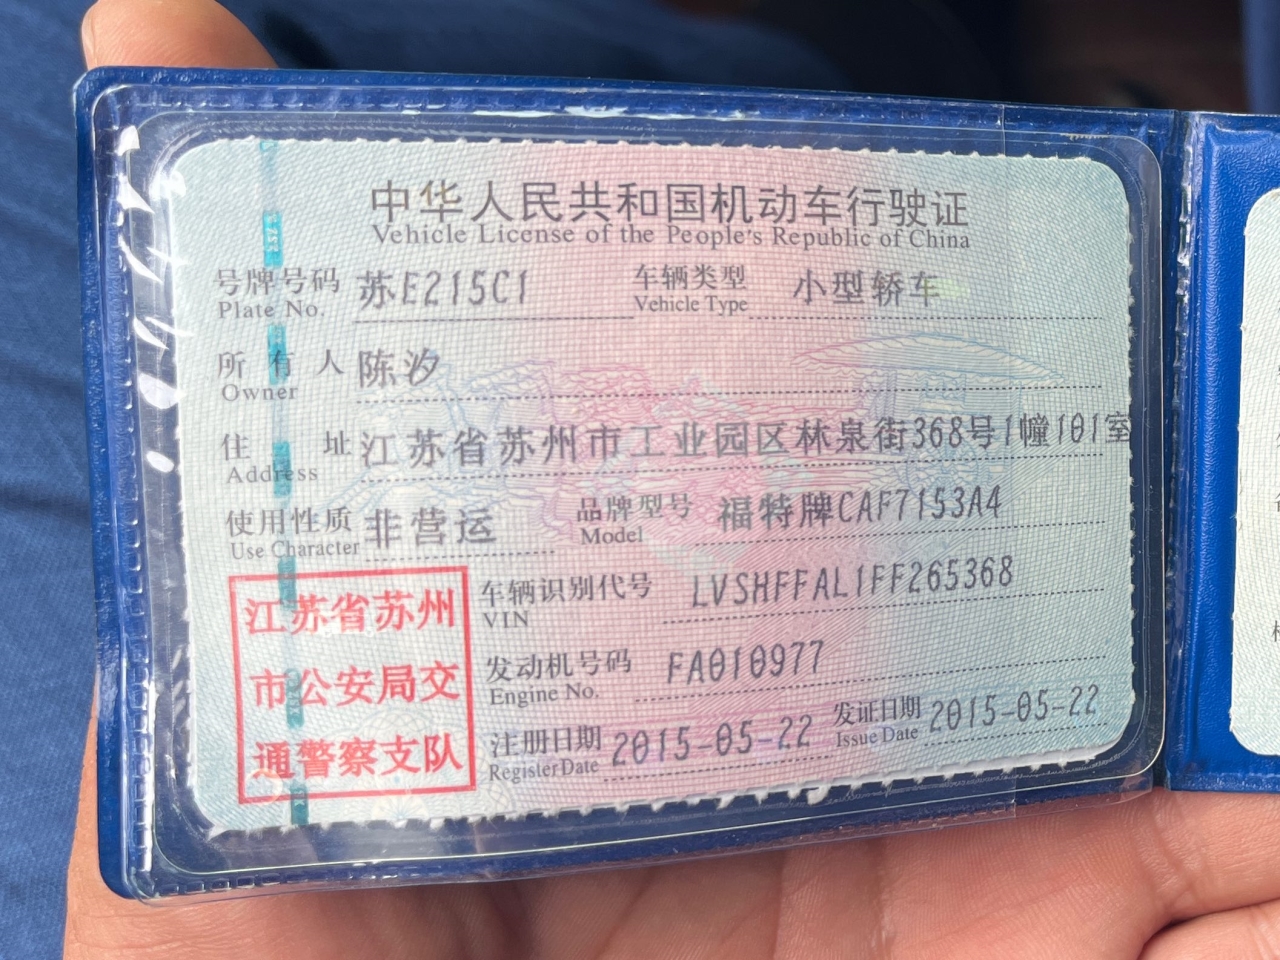 中华人民共和国机动车行驶证
Vehicle License of the People's Republic of China
号牌号码 苏E215C1 车辆类型 小型轿车
Plate No. Vehicle Type
所有人 陈汐
Owner
住址 江苏省苏州市工业园区林泉街368号1幢101室
Address
使用性质 非营运 品牌型号 福特牌CAF7153A4
Use Character Model
江苏省苏州
市公安局交
通警察支队
车辆识别代号 LVSHFFAL1FF265368
VIN
发动机号码 FA010977
Engine No.
注册日期 2015-05-22 发证日期 2015-05-22
Register Date Issue Date